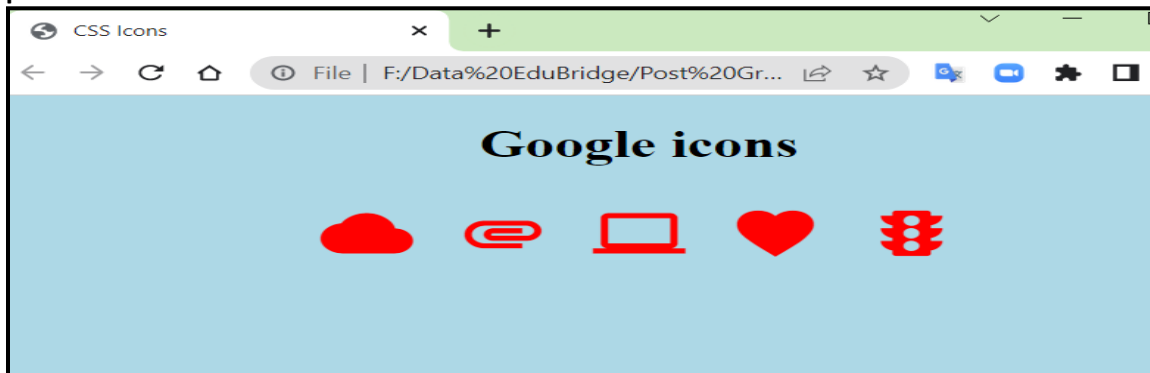 CSS Icons
File | F:/Data%20EduBridge/Post%20Gr...
Google icons